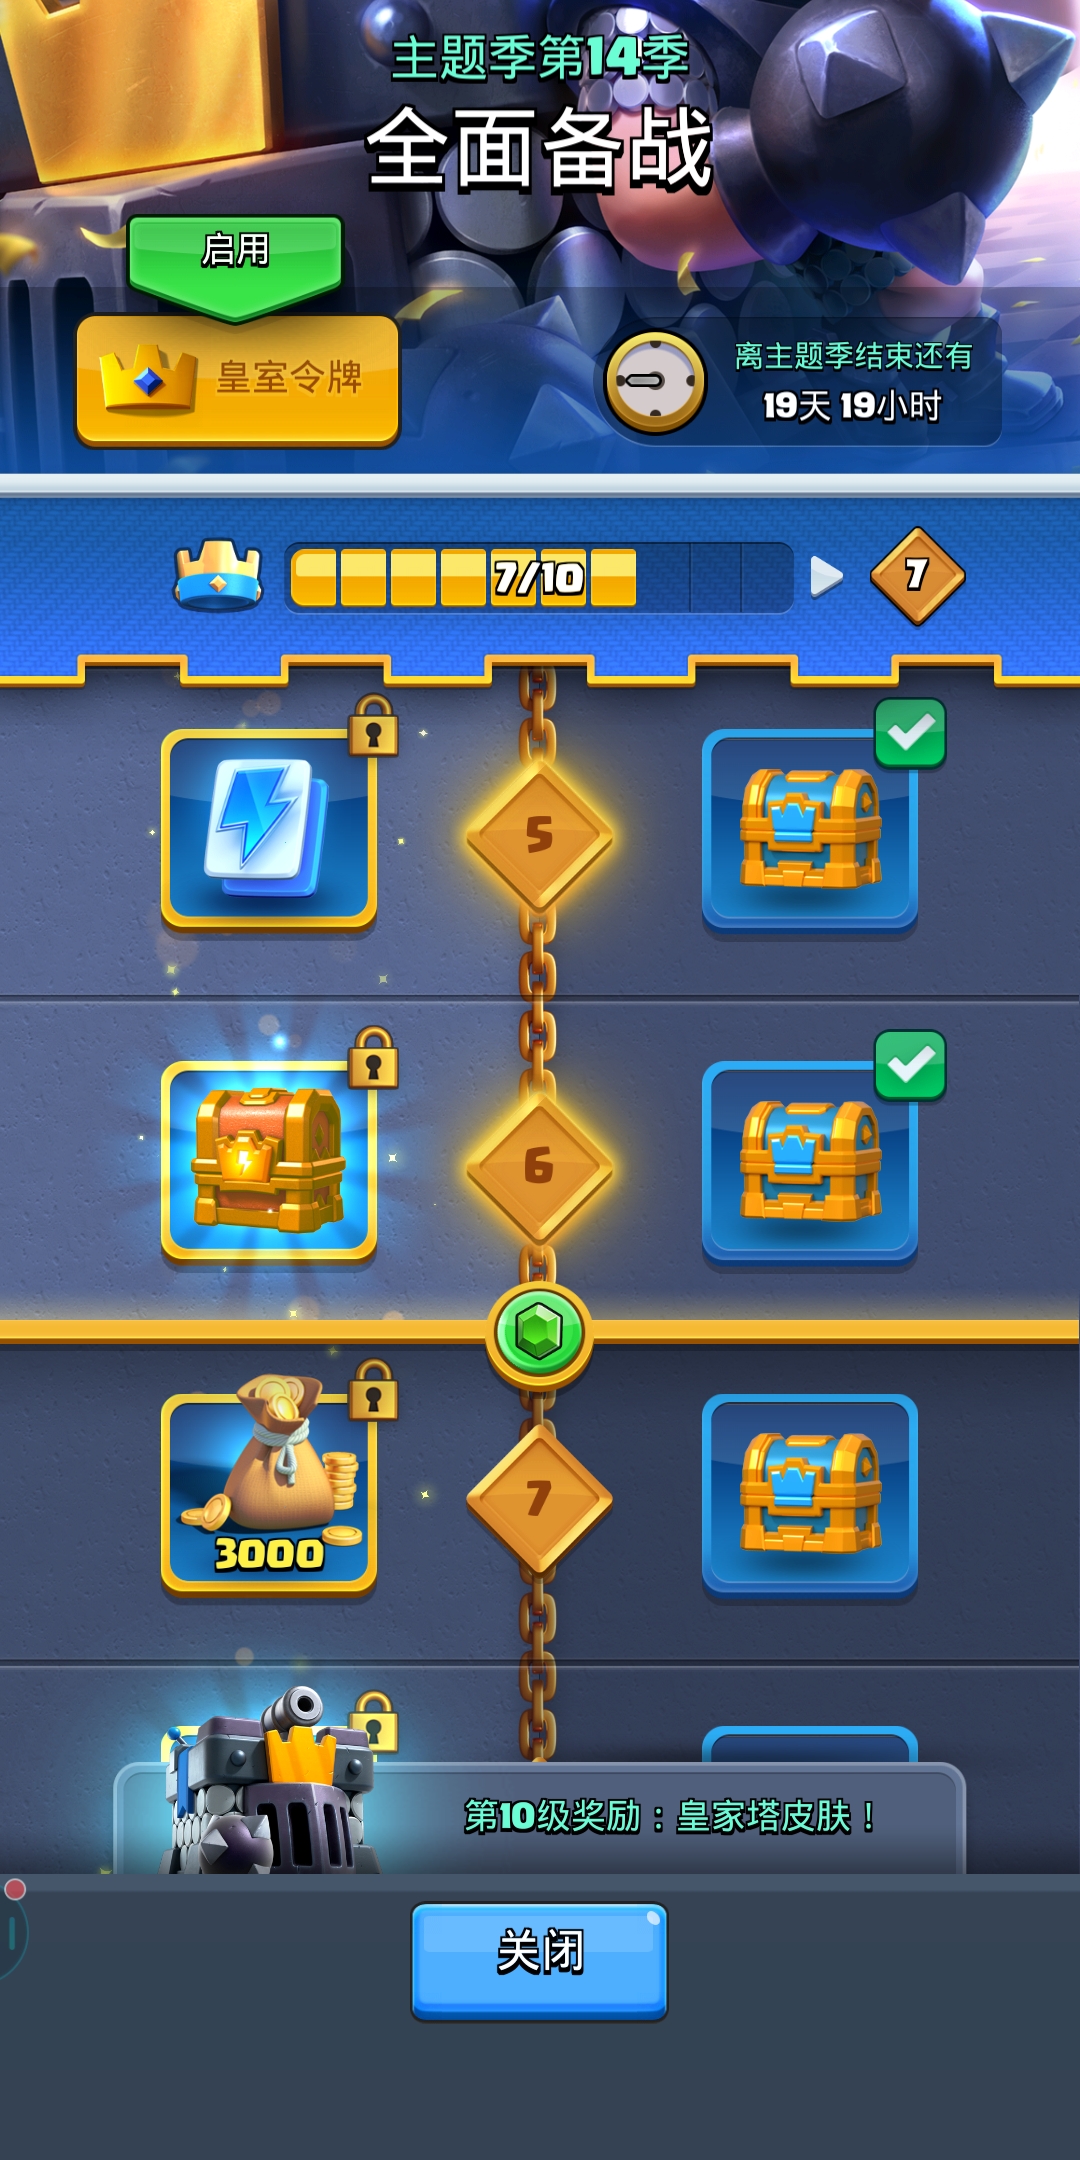 主题季第14季
全面备战
启用
皇室令牌
离主题季结束还有
19天 19小时
7/10
7
5
6
7
3000
第10级奖励：皇家塔皮肤！
关闭